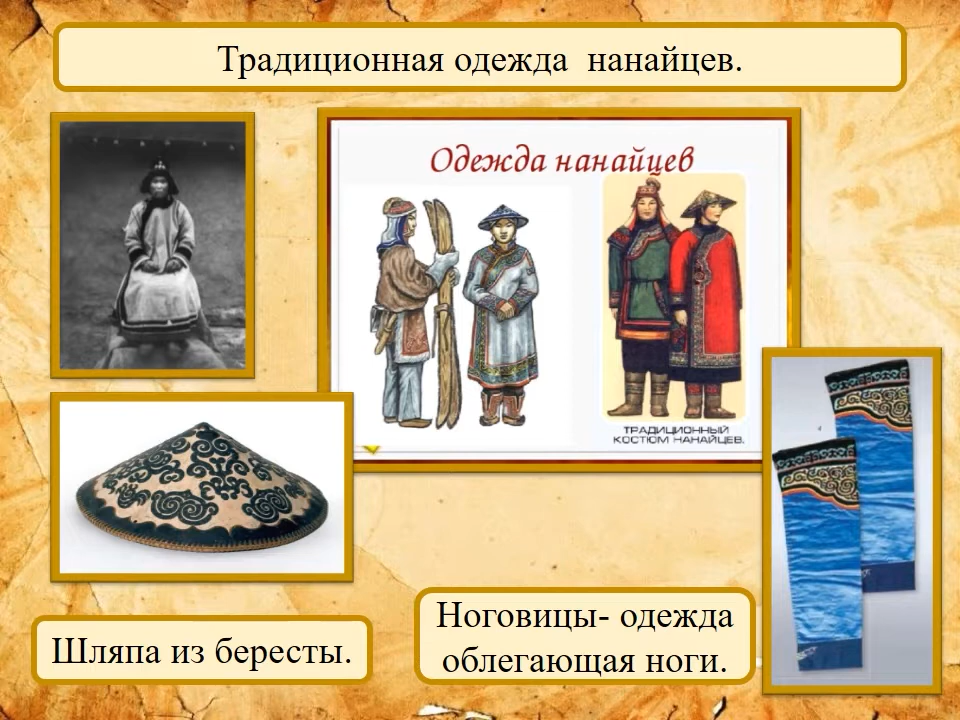 Традиционная одежда нанайцев.
Одежда нанайцев
ТРАДИЦИОННЫЙ
КОСТЮМ НАНАЙЦЕВ.
Шляпа из бересты.
Ноговицы- одежда
облегающая ноги.